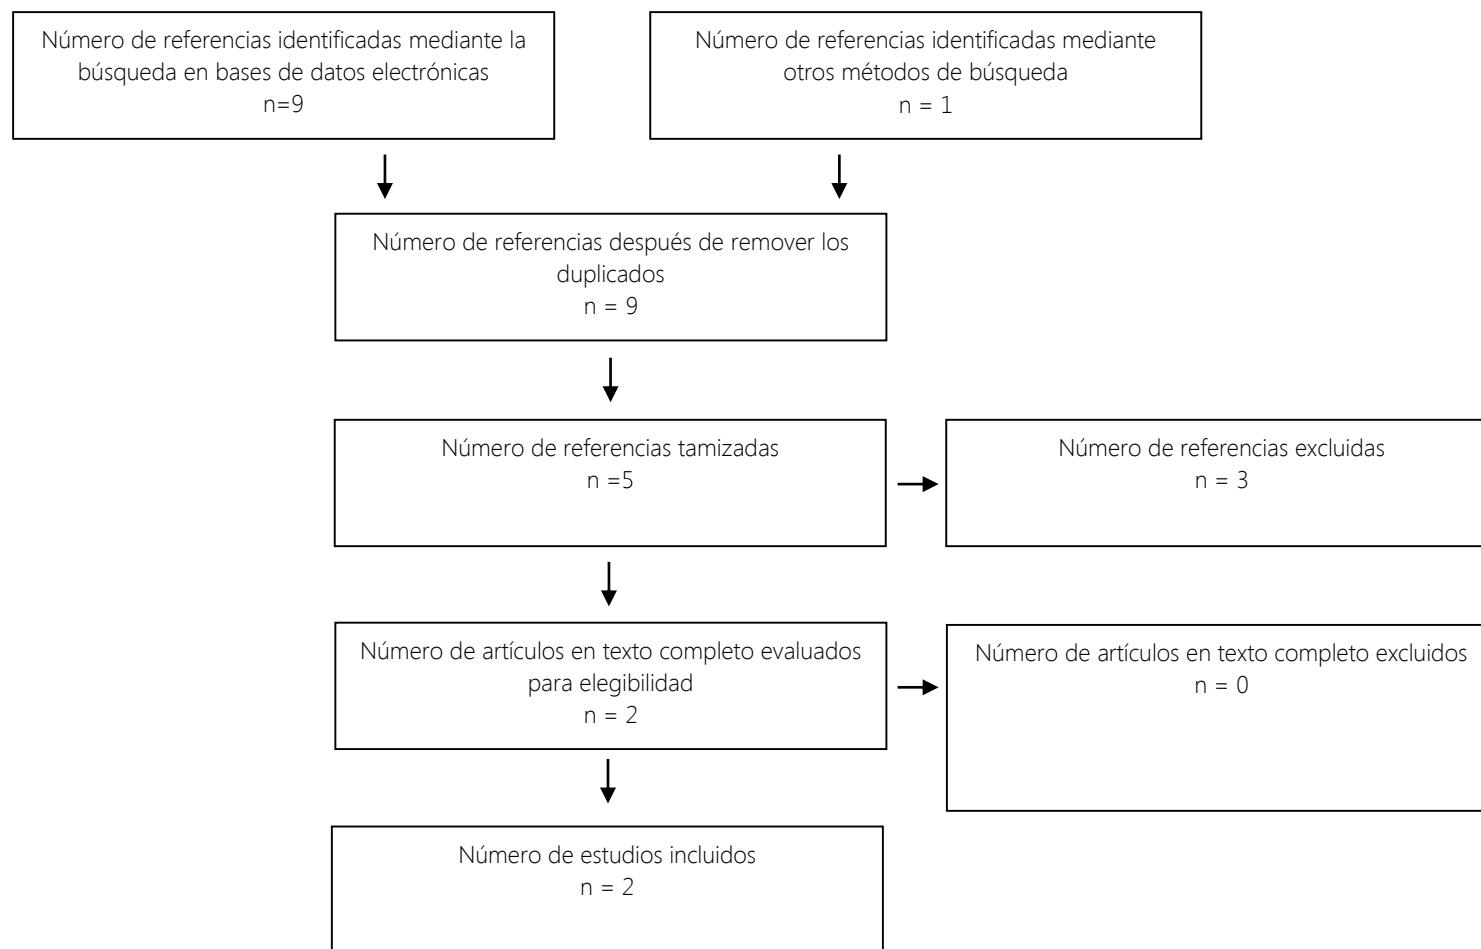 Número de referencias identificadas mediante la
búsqueda en bases de datos electrónicas
n=9
Número de referencias identificadas mediante
otros métodos de búsqueda
n = 1
Número de referencias después de remover los
duplicados
n = 9
Número de referencias tamizadas
n =5
Número de referencias excluidas
n = 3
Número de artículos en texto completo evaluados
para elegibilidad
n = 2
Número de artículos en texto completo excluidos
n = 0
Número de estudios incluidos
n = 2